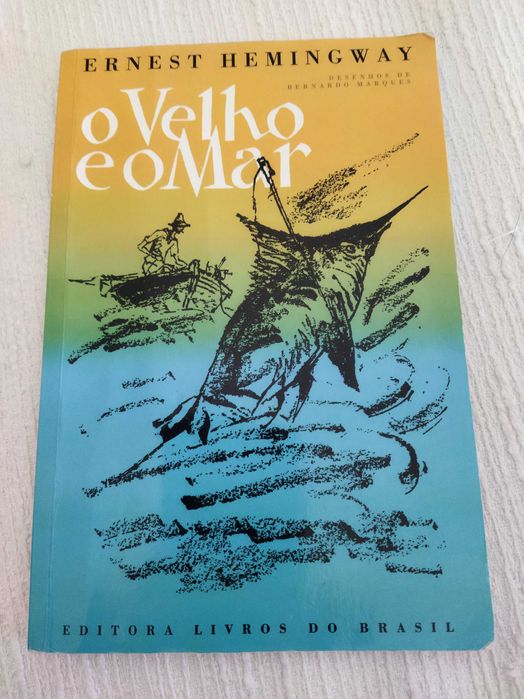 ERNEST HEMINGWAY
DESENHOS DE
BERNARDO MARQUES
o Velho
e o Mar
EDITORA LIVROS DO BRASIL